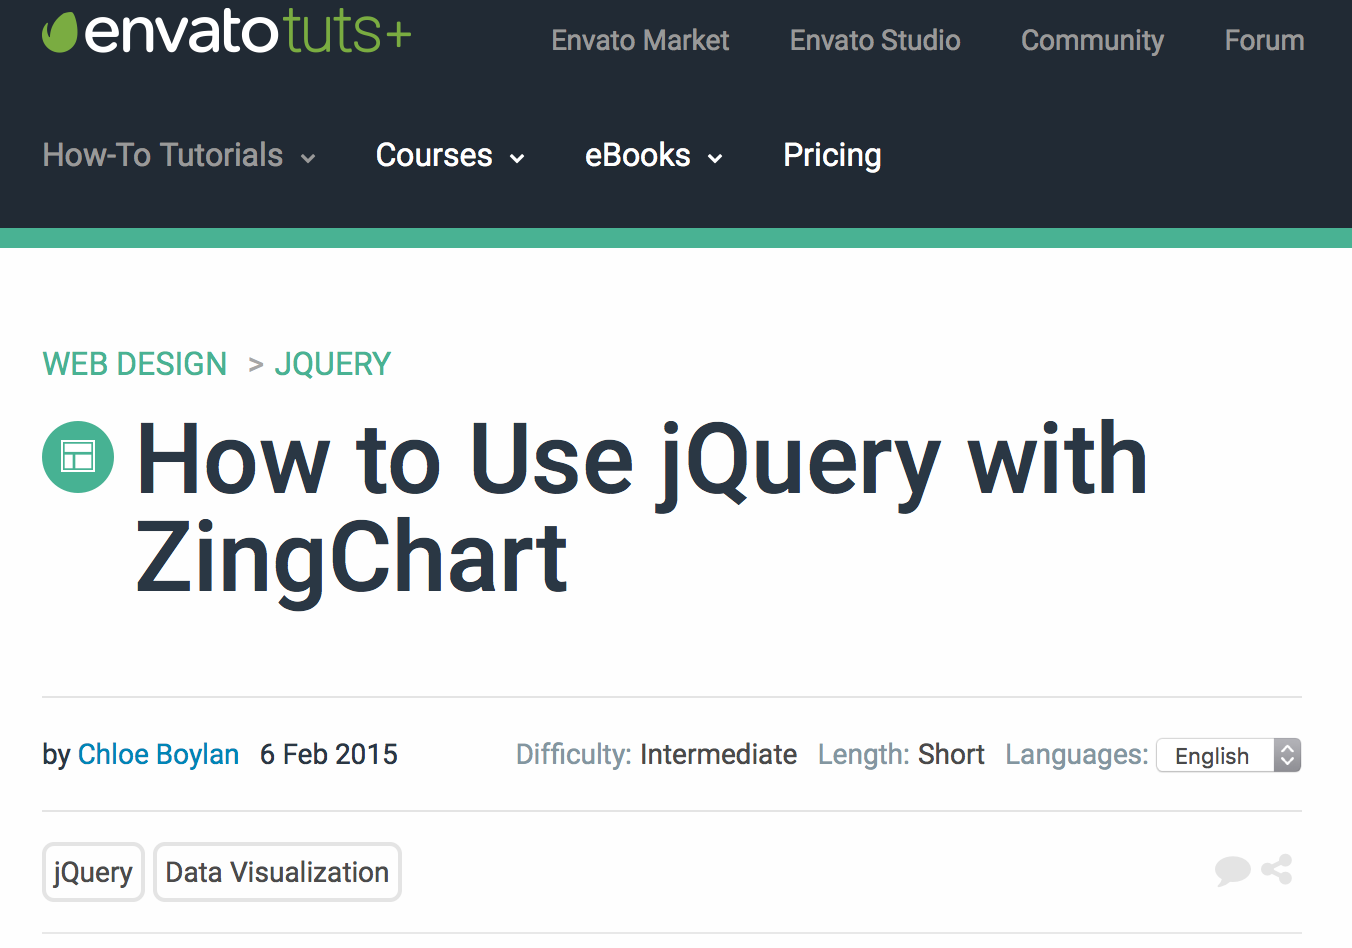 envatotuts+ Envato Market Envato Studio Community Forum
How-To Tutorials Courses eBooks Pricing
WEB DESIGN > JQUERY
How to Use jQuery with
ZingChart
by Chloe Boylan 6 Feb 2015 Difficulty: Intermediate Length: Short Languages: English
jQuery Data Visualization